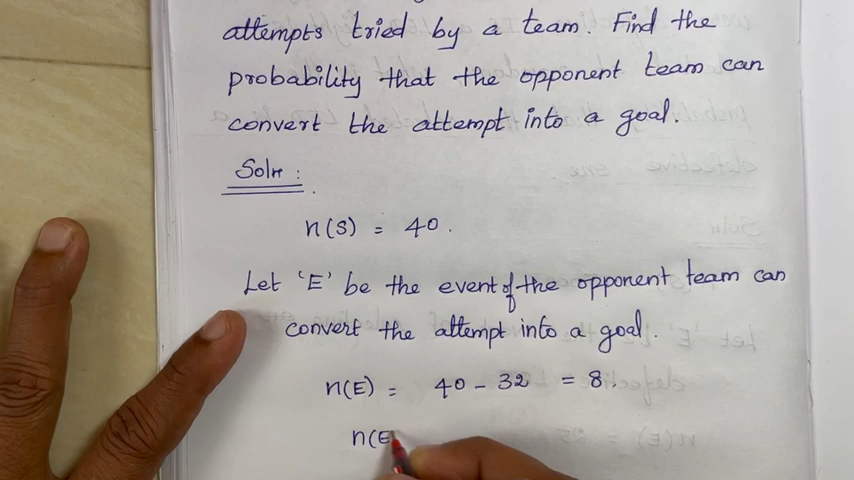 attempts tried by a team. Find the
probability that the opponent team can
convert the attempt into a goal.
Soln :
n(S) = 40.
Let 'E' be the event of the opponent team can
convert the attempt into a goal.
n(E) = 40 - 32 = 8.
n(E